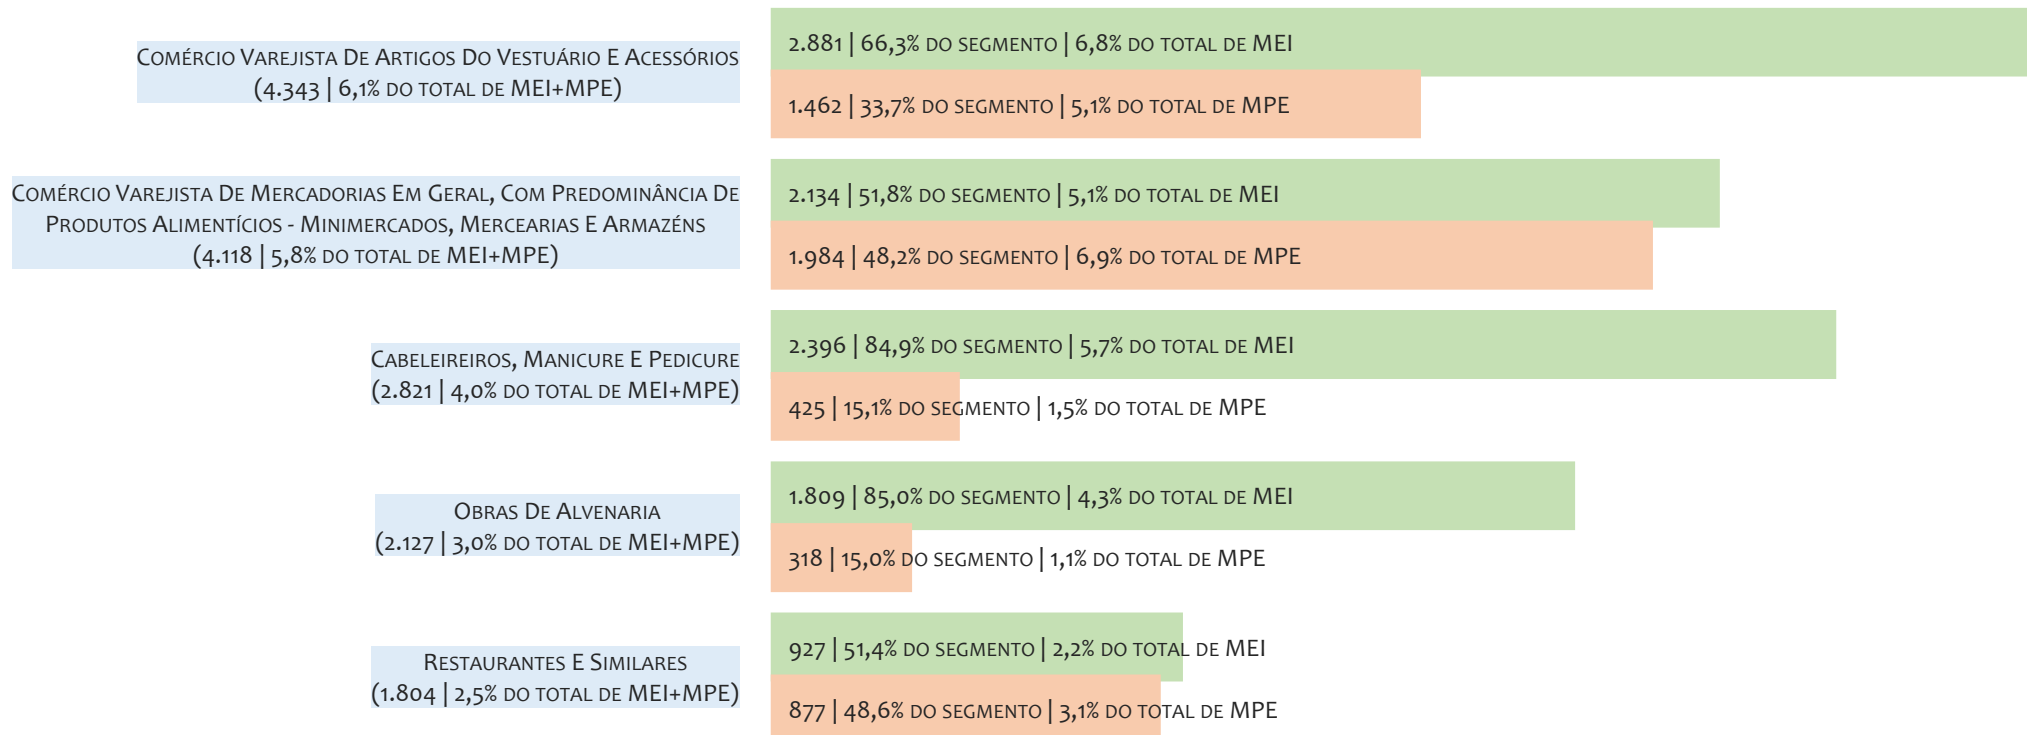 Comércio Varejista De Artigos Do Vestuário E Acessórios
(4.343 | 6,1% do total de MEI+MPE)
2.881 | 66,3% do segmento | 6,8% do total de MEI
1.462 | 33,7% do segmento | 5,1% do total de MPE
Comércio Varejista De Mercadorias Em Geral, Com Predominância De
Produtos Alimentícios - Minimercados, Mercearias E Armazéns
(4.118 | 5,8% do total de MEI+MPE)
2.134 | 51,8% do segmento | 5,1% do total de MEI
1.984 | 48,2% do segmento | 6,9% do total de MPE
Cabeleireiros, Manicure E Pedicure
(2.821 | 4,0% do total de MEI+MPE)
2.396 | 84,9% do segmento | 5,7% do total de MEI
425 | 15,1% do segmento | 1,5% do total de MPE
Obras De Alvenaria
(2.127 | 3,0% do total de MEI+MPE)
1.809 | 85,0% do segmento | 4,3% do total de MEI
318 | 15,0% do segmento | 1,1% do total de MPE
Restaurantes E Similares
(1.804 | 2,5% do total de MEI+MPE)
927 | 51,4% do segmento | 2,2% do total de MEI
877 | 48,6% do segmento | 3,1% do total de MPE